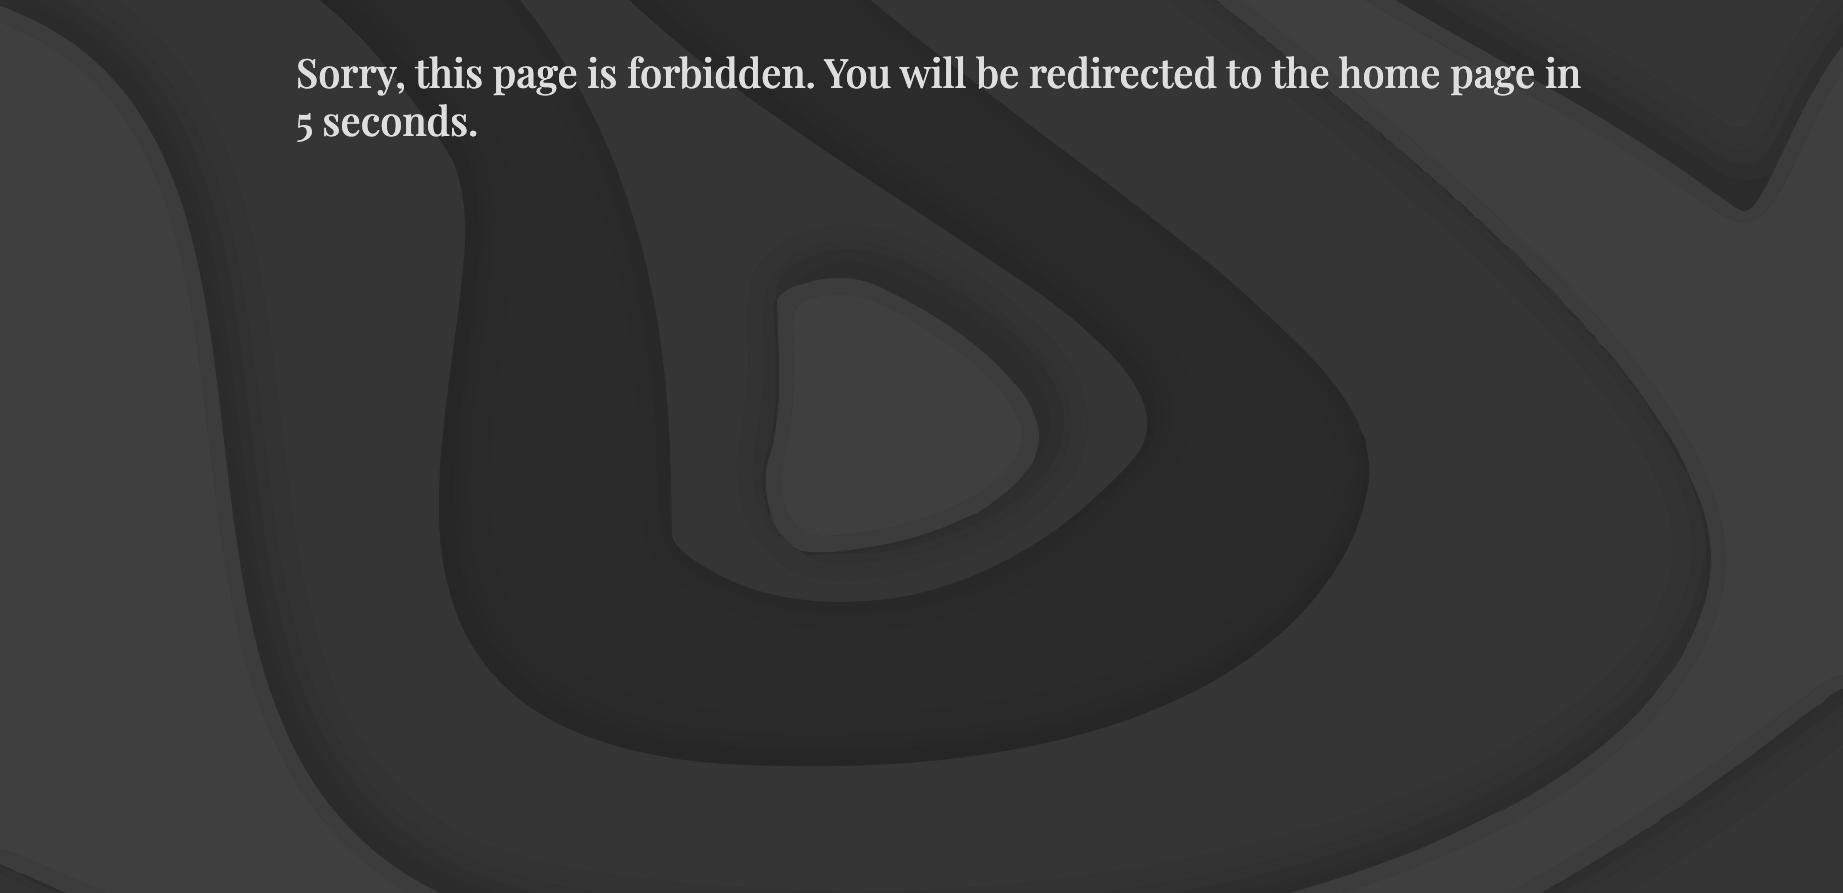 Sorry, this page is forbidden. You will be redirected to the home page in
5 seconds.